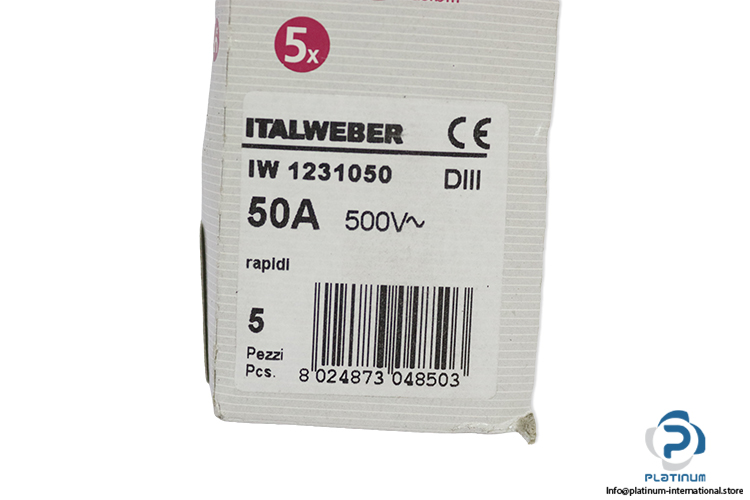 5x
ITALWEBER CE
IW 1231050 DIII
50A 500V~
rapidi
5
Pezzi
Pcs.
8 024873 048503
PLATINUM
Info@platinum-international.store